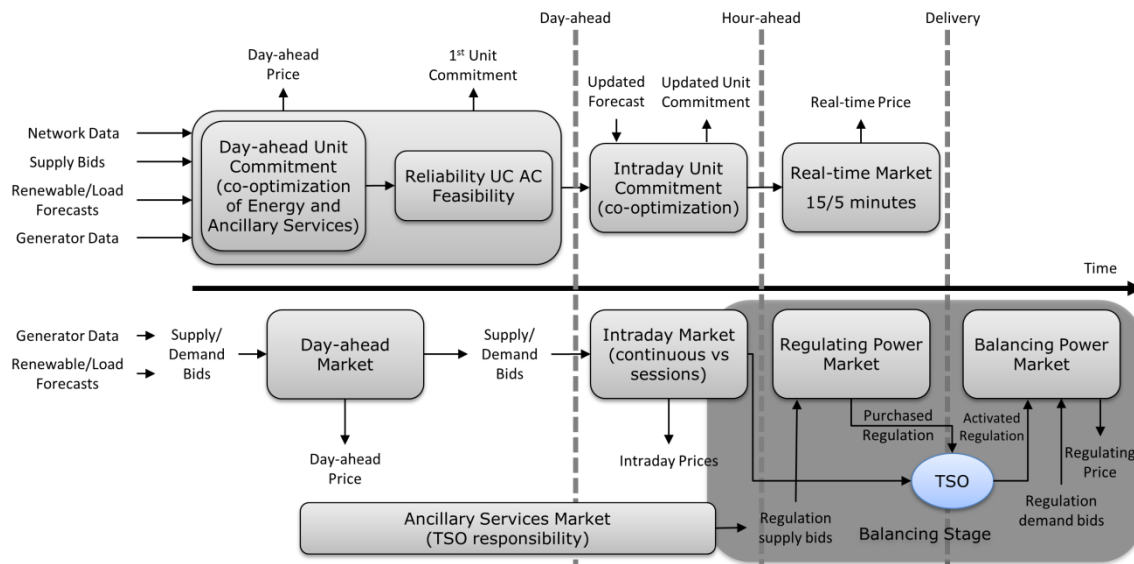 Day-ahead
Hour-ahead
Delivery
Day-ahead
Price
1st Unit
Commitment
Updated
Forecast
Updated Unit
Commitment
Real-time Price
Network Data
Supply Bids
Renewable/Load
Forecasts
Generator Data
Day-ahead Unit
Commitment
(co-optimization
of Energy and
Ancillary Services)
Reliability UC AC
Feasibility
Intraday Unit
Commitment
(co-optimization)
Real-time Market
15/5 minutes
Time
Generator Data
Renewable/Load
Forecasts
Supply/
Demand
Bids
Day-ahead
Market
Supply/
Demand
Bids
Intraday Market
(continuous vs
sessions)
Regulating Power
Market
Balancing Power
Market
Purchased
Regulation
Activated
Regulation
Day-ahead
Price
Intraday Prices
TSO
Regulating
Price
Ancillary Services Market
(TSO responsibility)
Regulation
supply bids
Regulation
demand bids
Balancing Stage